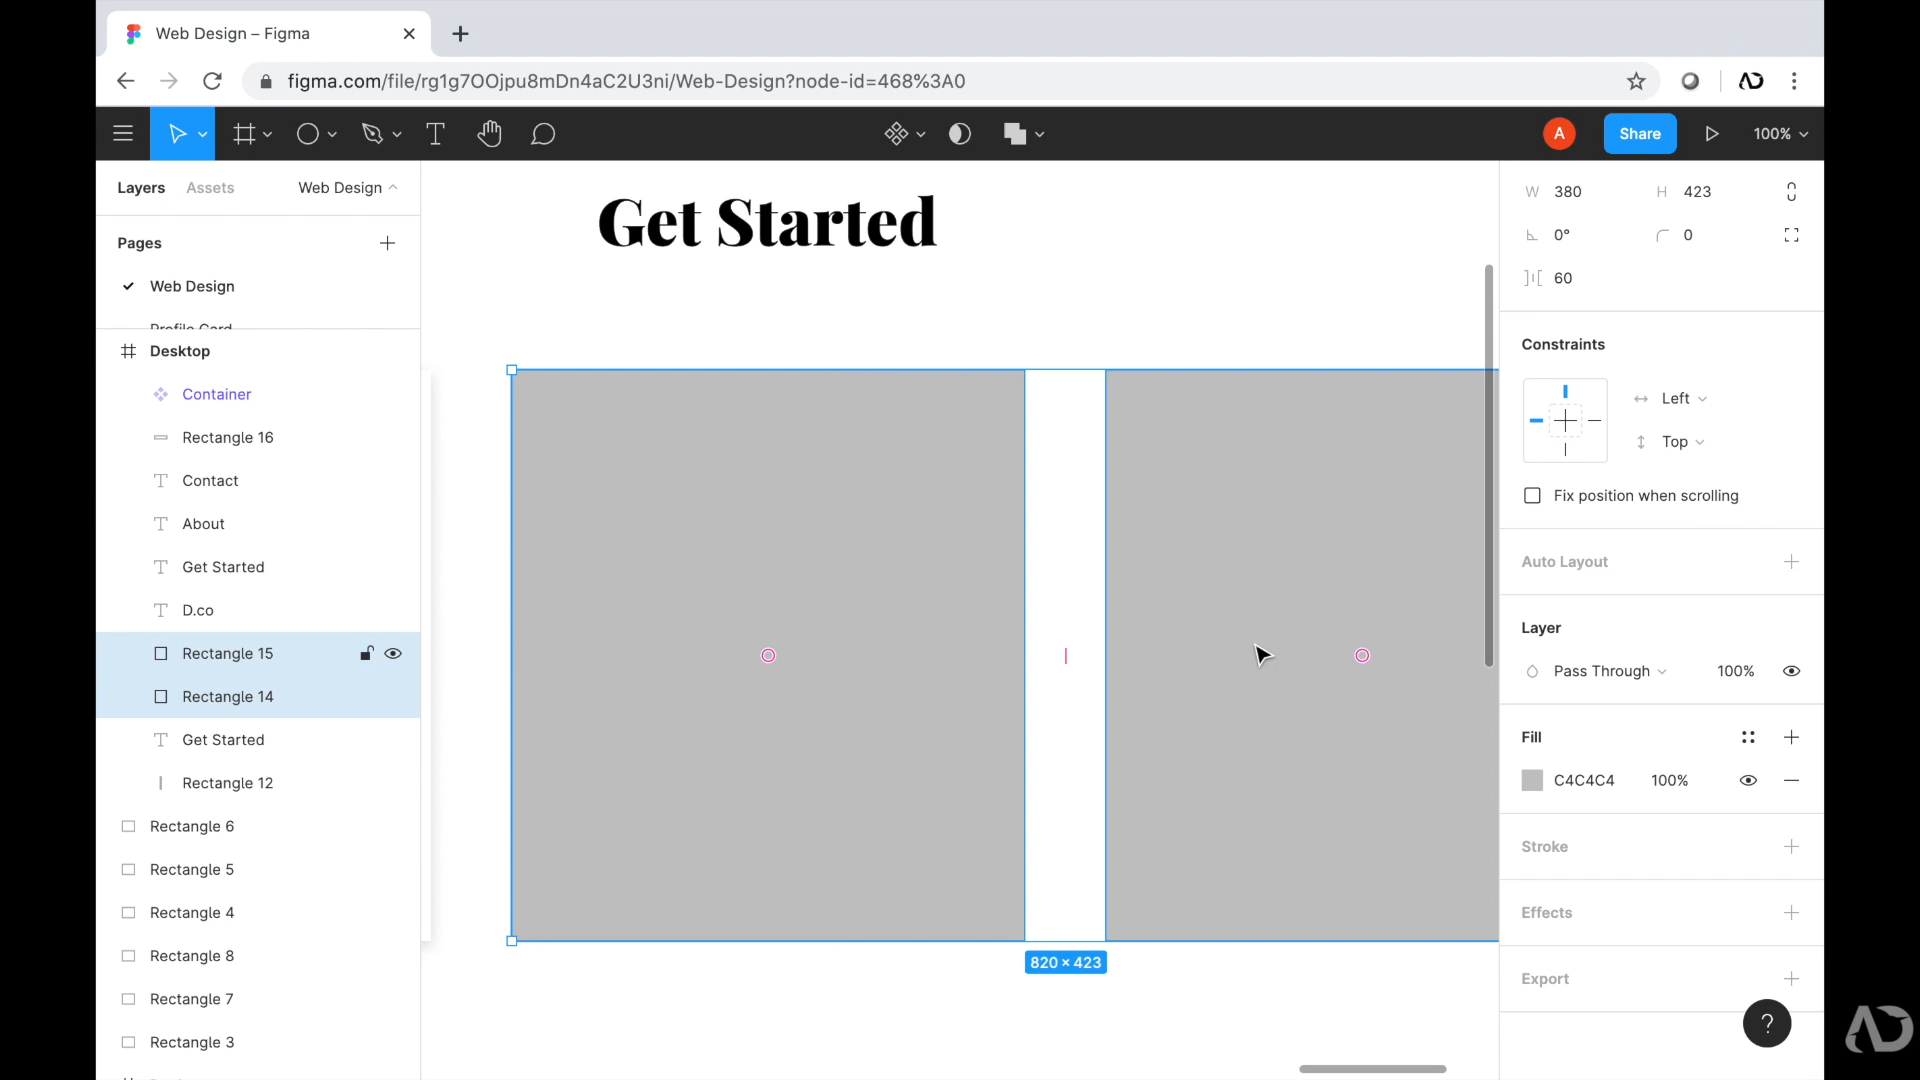 Web Design – Figma
figma.com/file/rg1g7OOjpu8mDn4aC2U3ni/Web-Design?node-id=468%3A0
A
Share
100%
Layers
Assets
Web Design
Pages
Web Design
Profile Card
Desktop
Container
Rectangle 16
Contact
About
Get Started
D.co
Rectangle 15
Rectangle 14
Get Started
Rectangle 12
Rectangle 6
Rectangle 5
Rectangle 4
Rectangle 8
Rectangle 7
Rectangle 3
Get Started
820 × 423
W 380 H 423
0° 0
60
Constraints
Left
Top
Fix position when scrolling
Auto Layout
Layer
Pass Through 100%
Fill
C4C4C4 100%
Stroke
Effects
Export
?